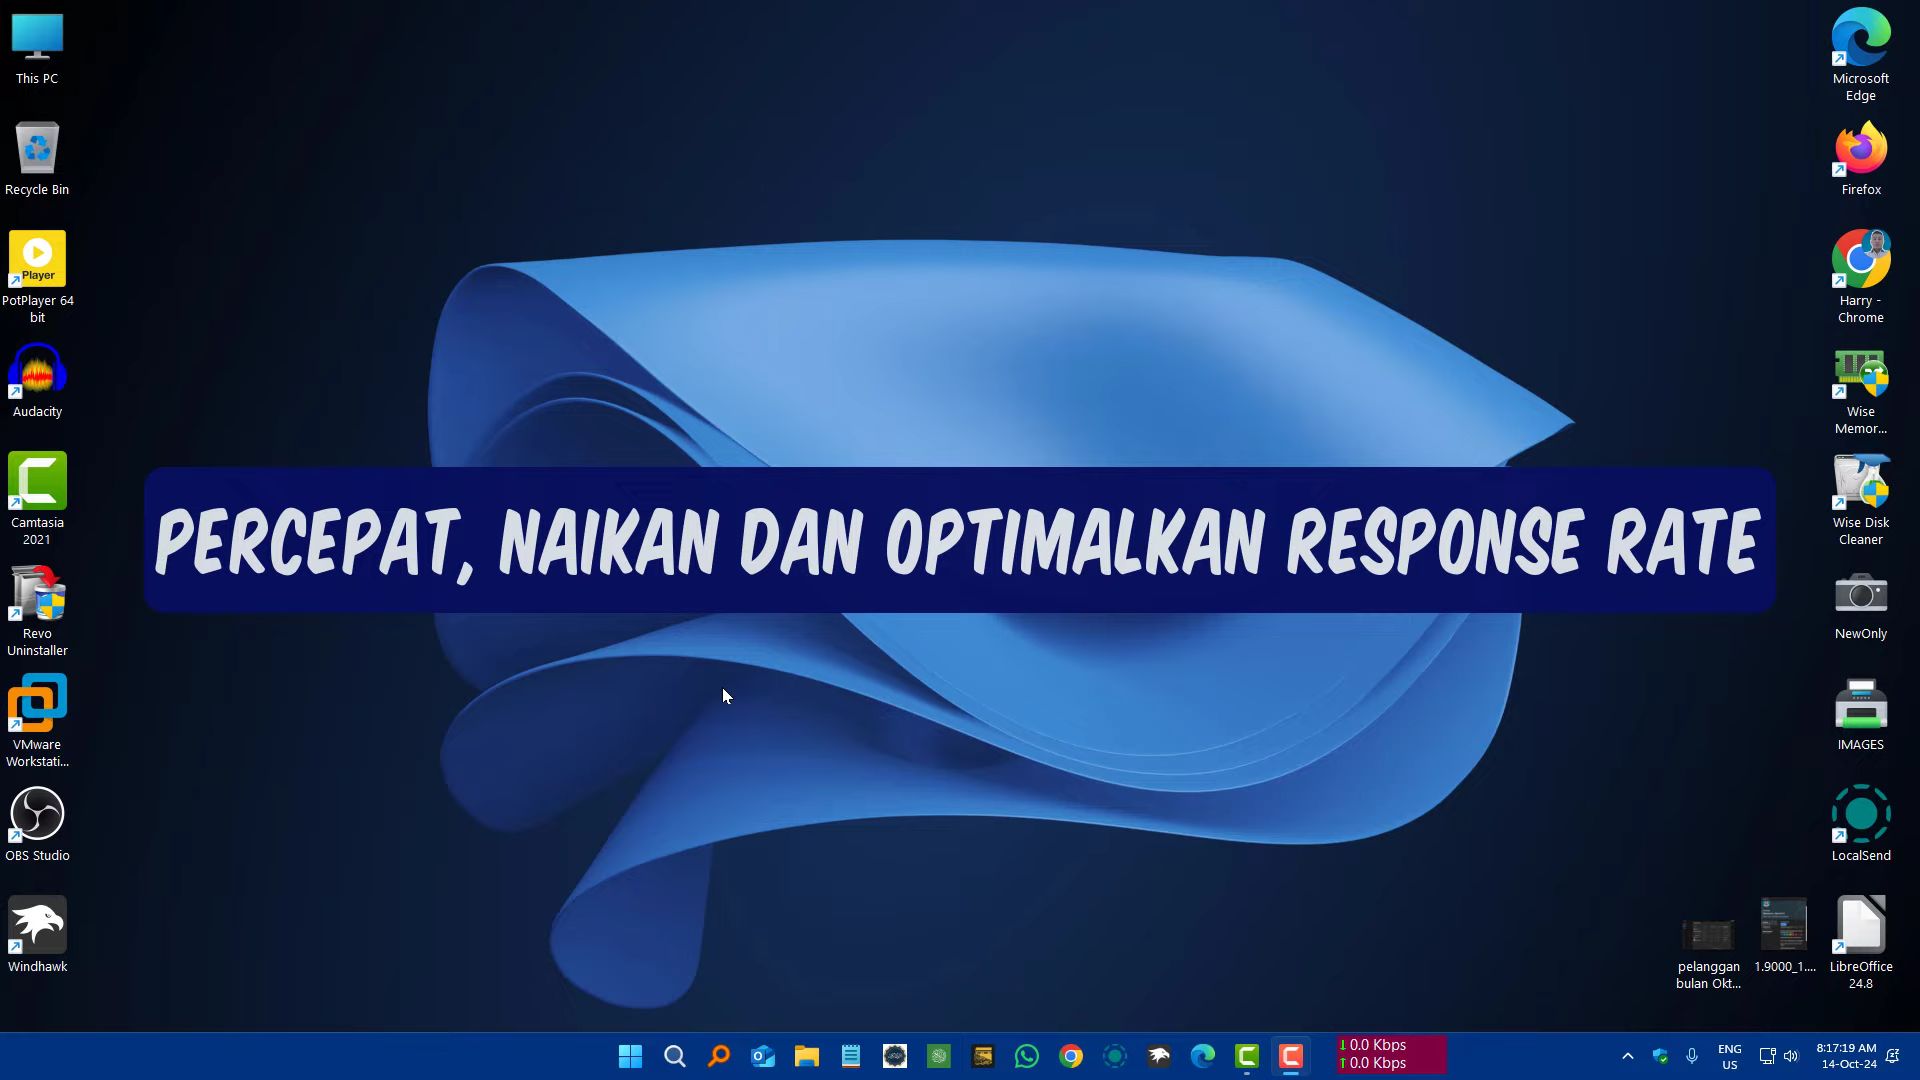 This PC
Recycle Bin
Player
PotPlayer 64
bit
Audacity
Camtasia
2021
Revo
Uninstaller
VMware
Workstati...
OBS Studio
Windhawk
PERCEPAT, NAIKAN DAN OPTIMALKAN RESPONSE RATE
Microsoft
Edge
Firefox
Harry -
Chrome
Wise
Memor...
Wise Disk
Cleaner
NewOnly
IMAGES
LocalSend
pelanggan
bulan Okt...
1.9000_1....
LibreOffice
24.8
0.0 Kbps
0.0 Kbps
ENG
US
8:17:19 AM
14-Oct-24